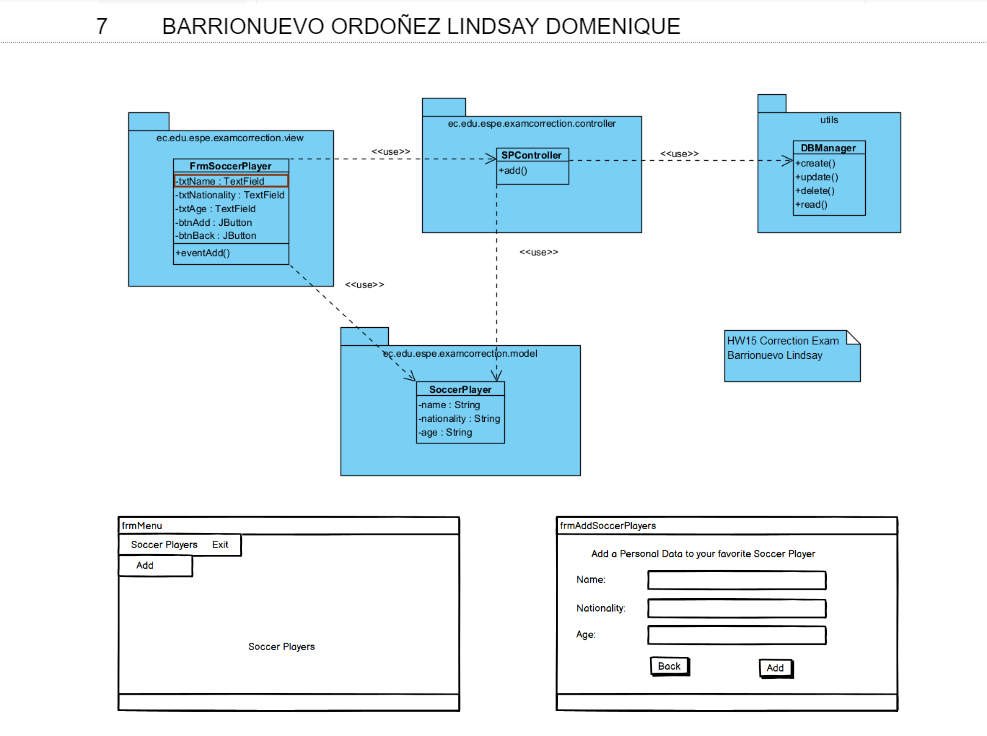 7 BARRIONUEVO ORDOÑEZ LINDSAY DOMENIQUE
ec.edu.espe.examcorrection.view
FrmSoccerPlayer
-txtName : TextField
-txtNationality : TextField
-txtAge : TextField
-btnAdd : JButton
-btnBack : JButton
+eventAdd()
<<use>>
ec.edu.espe.examcorrection.controller
SPController
+add()
<<use>>
utils
DBManager
+create()
+update()
+delete()
+read()
<<use>>
<<use>>
ec.edu.espe.examcorrection.model
SoccerPlayer
-name : String
-nationality : String
-age : String
HW15 Correction Exam
Barrionuevo Lindsay
frmMenu
Soccer Players Exit
Add
Soccer Players
frmAddSoccerPlayers
Add a Personal Data to your favorite Soccer Player
Name:
Nationality:
Age:
Back Add